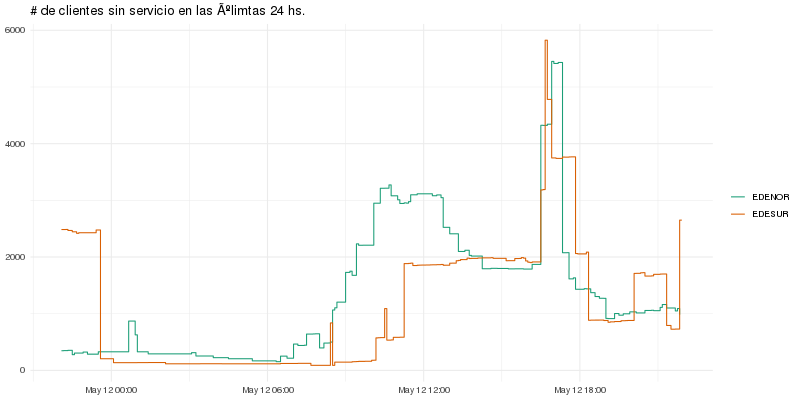 # de clientes sin servicio en las Ãºlimtas 24 hs.
6000
4000
2000
0
May 12 00:00
May 12 06:00
May 12 12:00
May 12 18:00
EDENOR
EDESUR